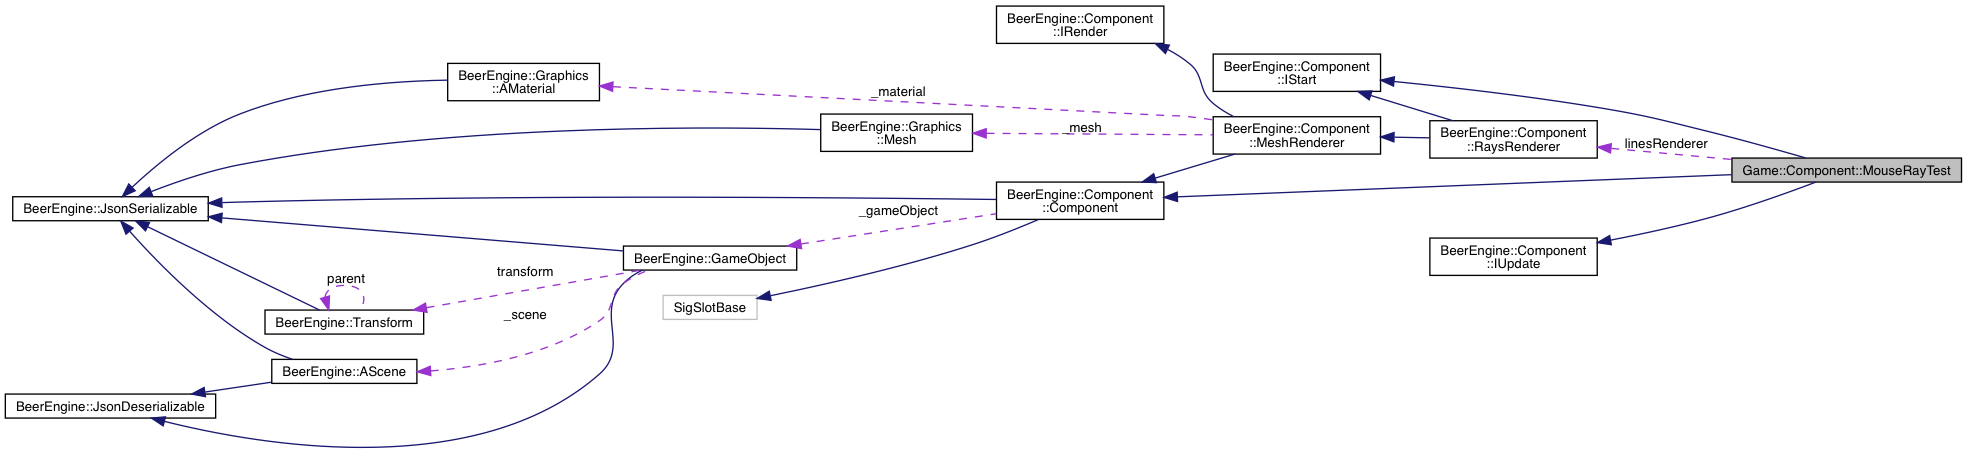 BeerEngine::Component
::IRender
BeerEngine::Component
::IStart
BeerEngine::Graphics
::AMaterial
_material
BeerEngine::Graphics
::Mesh
_mesh
BeerEngine::Component
::MeshRenderer
BeerEngine::Component
::RaysRenderer
linesRenderer
Game::Component::MouseRayTest
BeerEngine::JsonSerializable
BeerEngine::Component
::Component
_gameObject
BeerEngine::GameObject
BeerEngine::Component
::IUpdate
transform
parent
SigSlotBase
_scene
BeerEngine::Transform
BeerEngine::AScene
BeerEngine::JsonDeserializable